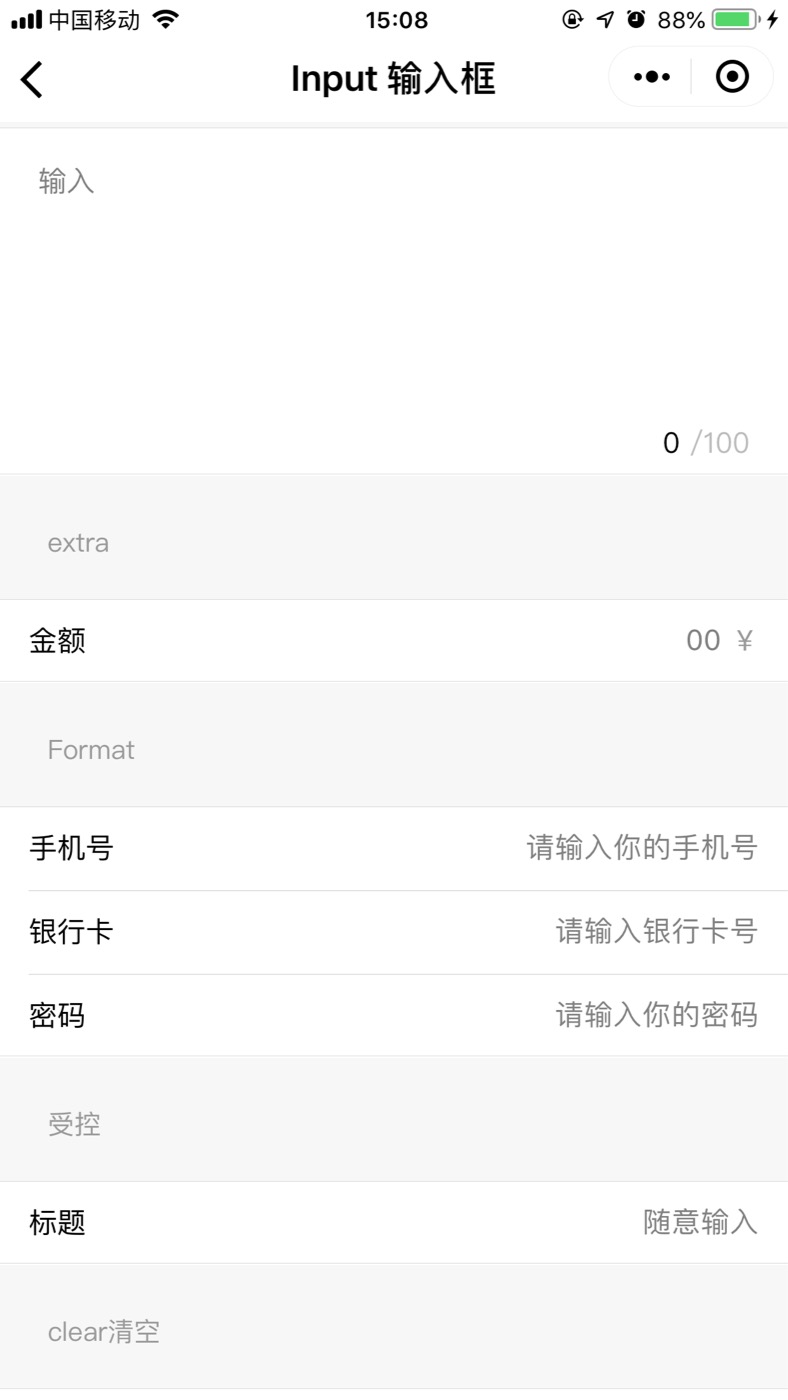 中国移动 15:08 88%
Input 输入框
输入
0 /100
extra
金额 00 ¥
Format
手机号 请输入你的手机号
银行卡 请输入银行卡号
密码 请输入你的密码
受控
标题 随意输入
clear清空